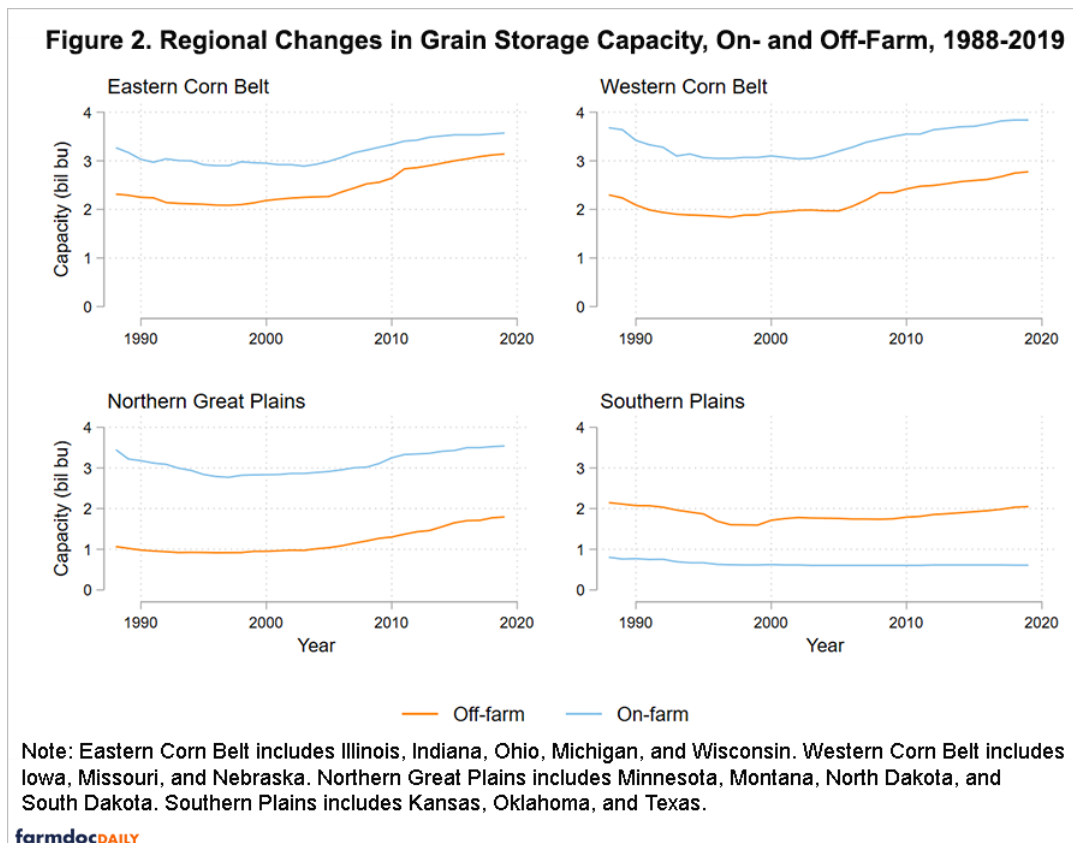 Figure 2. Regional Changes in Grain Storage Capacity, On- and Off-Farm, 1988-2019
Eastern Corn Belt
Western Corn Belt
Capacity (bil bu)
4
3
2
1
0
1990
2000
2010
2020
4
3
2
1
0
1990
2000
2010
2020
Northern Great Plains
Southern Plains
Capacity (bil bu)
4
3
2
1
0
1990
2000
2010
2020
Year
4
3
2
1
0
1990
2000
2010
2020
Year
Off-farm
On-farm
Note: Eastern Corn Belt includes Illinois, Indiana, Ohio, Michigan, and Wisconsin. Western Corn Belt includes
Iowa, Missouri, and Nebraska. Northern Great Plains includes Minnesota, Montana, North Dakota, and
South Dakota. Southern Plains includes Kansas, Oklahoma, and Texas.
farmdocDAILY